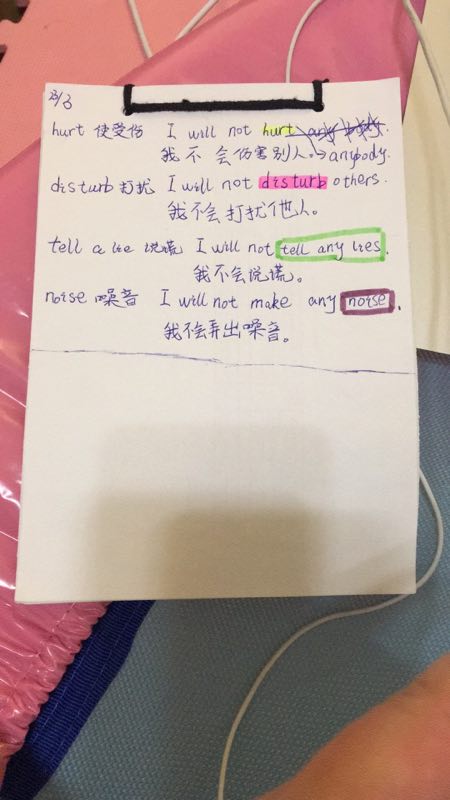 23/3
hurt 使受伤 I will not hurt any body.
我不会伤害别人。→anybody.
disturb 打扰 I will not disturb others.
我不会打扰他人。
tell a lie 说谎 I will not tell any lies.
我不会说谎。
noise 噪音 I will not make any noise.
我不会弄出噪音。